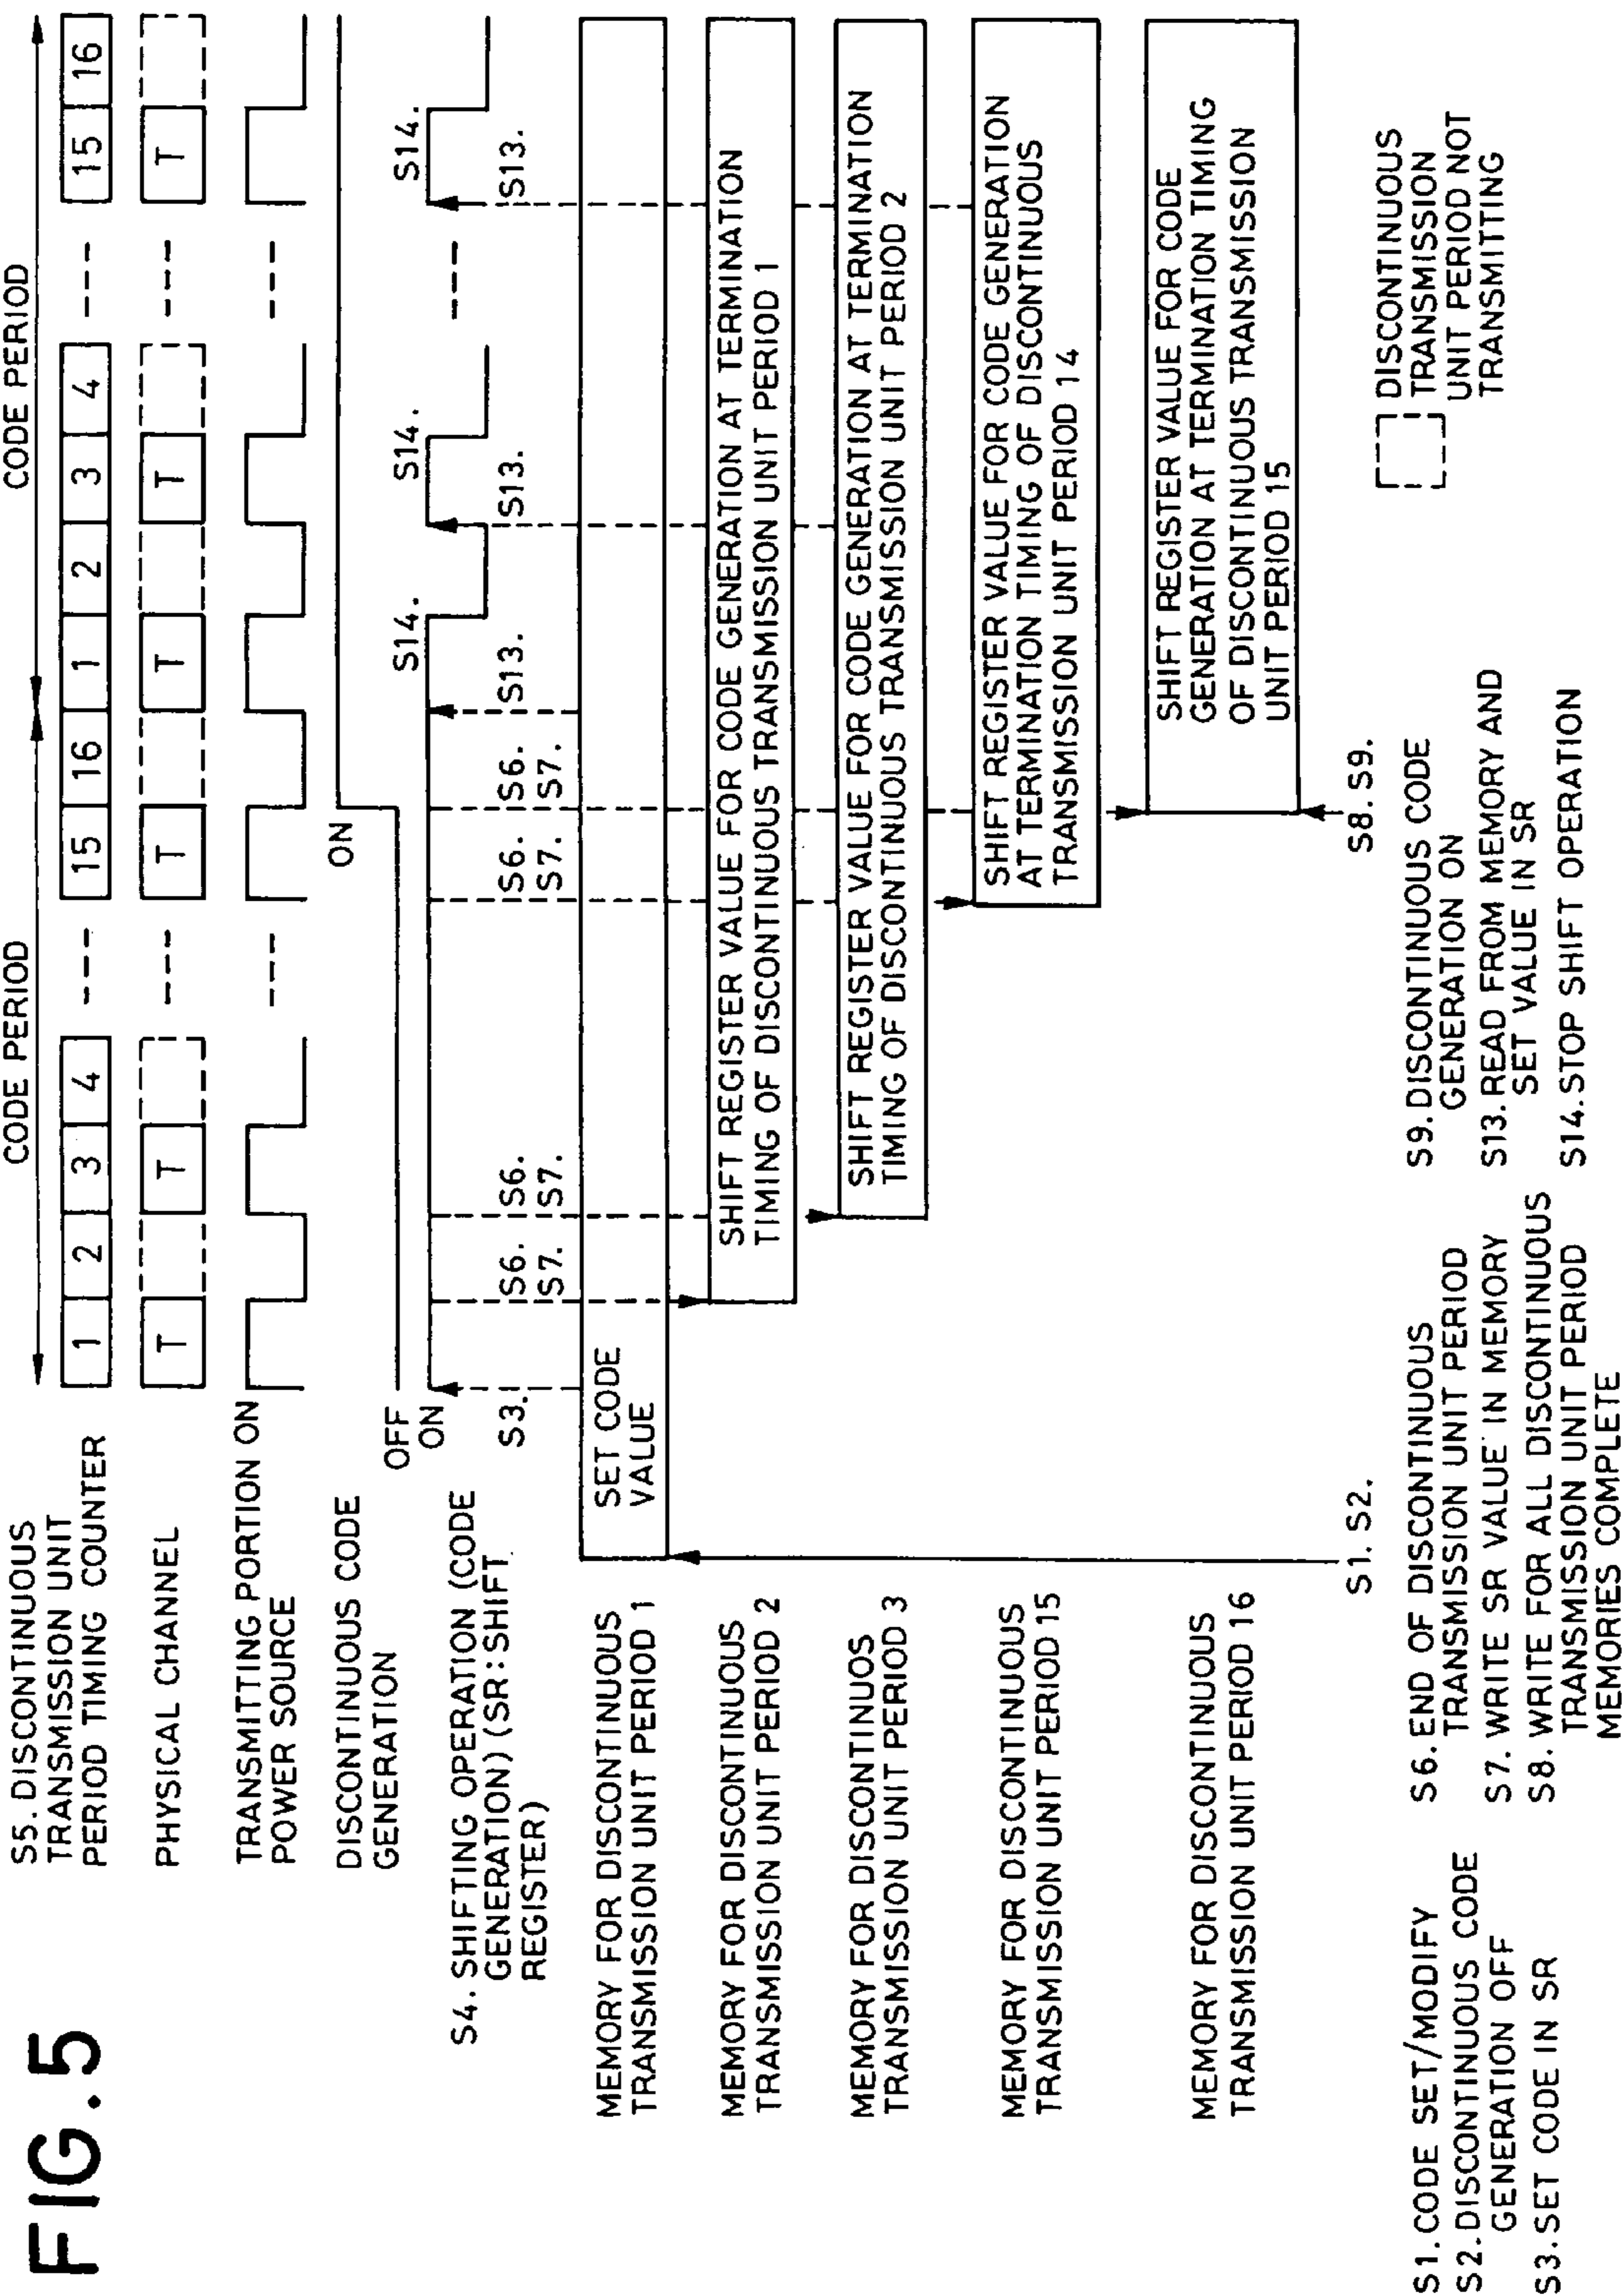 FIG.5
CODE PERIOD
CODE PERIOD
S5. DISCONTINUOUS
TRANSMISSION UNIT
PERIOD TIMING COUNTER
1 2 3 4 --- 15 16 1 2 3 4 --- 15 16
PHYSICAL CHANNEL
T T --- T T T --- T
TRANSMITTING PORTION ON
POWER SOURCE
DISCONTINUOUS CODE
GENERATION
OFF
ON
S4. SHIFTING OPERATION (CODE
GENERATION) (SR:SHIFT
REGISTER)
ON
S3.
S6.
S7.
S6.
S7.
S6.
S7.
S6.
S7.
S13.
S14.
S13.
S14.
S13.
S14.
MEMORY FOR DISCONTINUOUS
TRANSMISSION UNIT PERIOD 1
SET CODE
VALUE
MEMORY FOR DISCONTINUOUS
TRANSMISSION UNIT PERIOD 2
SHIFT REGISTER VALUE FOR CODE GENERATION AT TERMINATION
TIMING OF DISCONTINUOUS TRANSMISSION UNIT PERIOD 1
MEMORY FOR DISCONTINUOS
TRANSMISSION UNIT PERIOD 3
SHIFT REGISTER VALUE FOR CODE GENERATION AT TERMINATION
TIMING OF DISCONTINUOUS TRANSMISSION UNIT PERIOD 2
MEMORY FOR DISCONTINUOUS
TRANSMISSION UNIT PERIOD 15
SHIFT REGISTER VALUE FOR CODE GENERATION
AT TERMINATION TIMING OF DISCONTINUOUS
TRANSMISSION UNIT PERIOD 14
MEMORY FOR DISCONTINUOUS
TRANSMISSION UNIT PERIOD 16
SHIFT REGISTER VALUE FOR CODE
GENERATION AT TERMINATION TIMING
OF DISCONTINUOUS TRANSMISSION
UNIT PERIOD 15
S1. S2.
S8. S9.
S1. CODE SET/MODIFY
S2. DISCONTINUOUS CODE
GENERATION OFF
S3. SET CODE IN SR
S6. END OF DISCONTINUOUS
TRANSMISSION UNIT PERIOD
S7. WRITE SR VALUE IN MEMORY
S8. WRITE FOR ALL DISCONTINUOUS
TRANSMISSION UNIT PERIOD
MEMORIES COMPLETE
S9. DISCONTINUOUS CODE
GENERATION ON
S13. READ FROM MEMORY AND
SET VALUE IN SR
S14. STOP SHIFT OPERATION
DISCONTINUOUS
TRANSMISSION
UNIT PERIOD NOT
TRANSMITTING